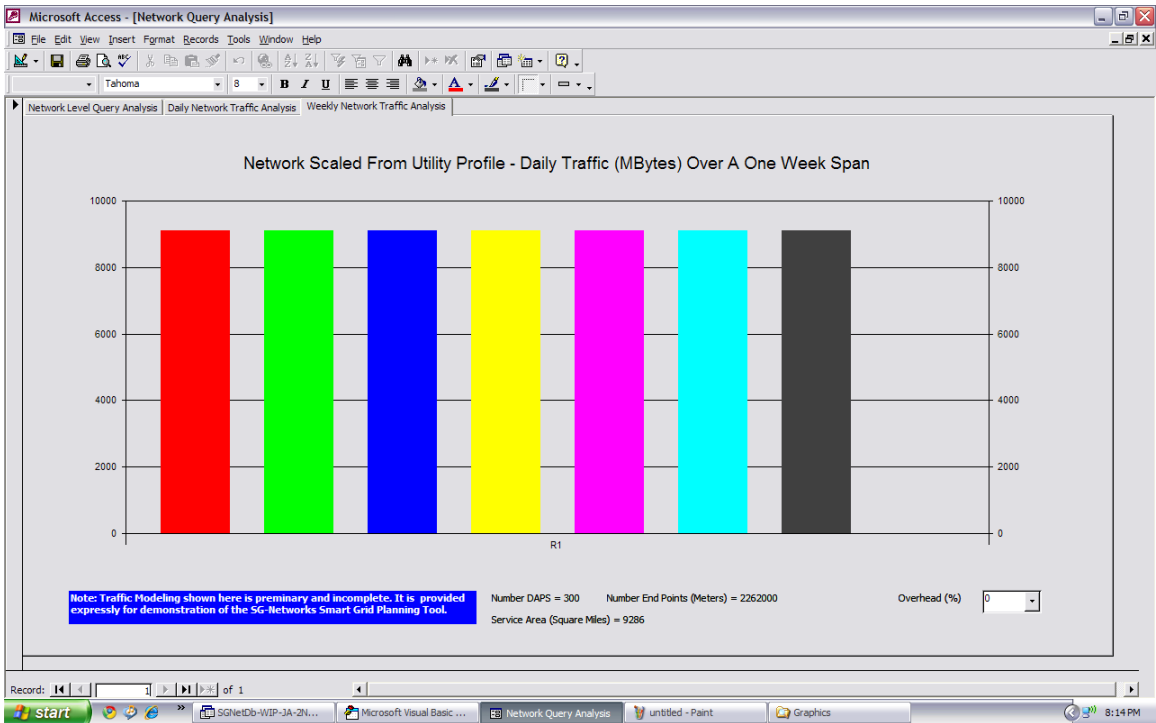 Microsoft Access - [Network Query Analysis]
File Edit View Insert Format Records Tools Window Help
Tahoma 8 B I U
Network Level Query Analysis Daily Network Traffic Analysis Weekly Network Traffic Analysis
Network Scaled From Utility Profile - Daily Traffic (MBytes) Over A One Week Span
10000 10000
8000 8000
6000 6000
4000 4000
2000 2000
0 0
R1
Note: Traffic Modeling shown here is preminary and incomplete. It is provided
expressly for demonstration of the SG-Networks Smart Grid Planning Tool.
Number DAPS = 300 Number End Points (Meters) = 2262000 Overhead (%) 0
Service Area (Square Miles) = 9286
Record: 1 of 1
start SGNetDb-WIP-JA-2N... Microsoft Visual Basic ... Network Query Analysis untitled - Paint Graphics 8:14 PM